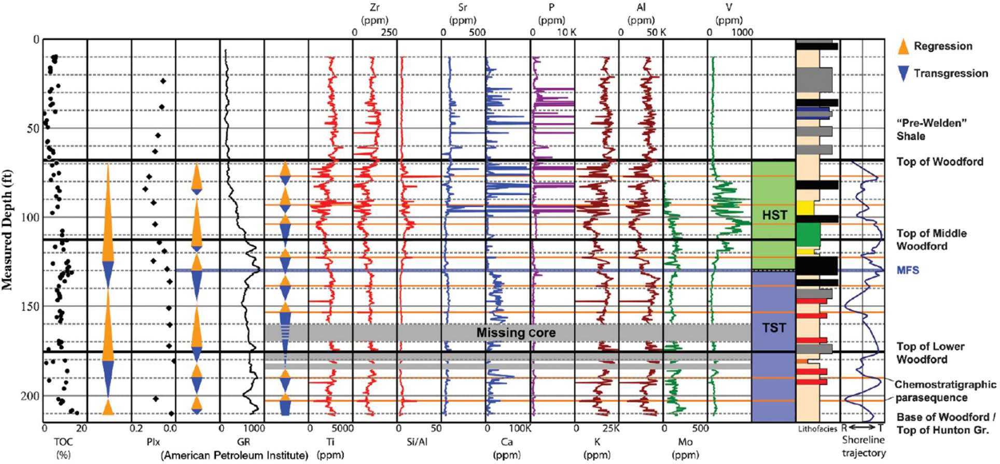 Zr Sr P Al V
(ppm) (ppm) (ppm) (ppm) (ppm)
0 250 0 500 0 10 K 0 50 K 0 1000
0
50
100
150
200
Measured Depth (ft)
Regression
Transgression
"Pre-Welden"
Shale
Top of Woodford
HST
Top of Middle
Woodford
MFS
TST
Missing core
Top of Lower
Woodford
Chemostratigraphic
parasequence
Base of Woodford /
Top of Hunton Gr.
0 20 0.2 0.0 0 1000 0 5000 0 50 0 100K 0 25K 0 500 Lithofacies R T
TOC PIx GR Ti Si/Al Ca K Mo Shoreline
(%) (American Petroleum Institute) (ppm) (ppm) (ppm) (ppm) trajectory